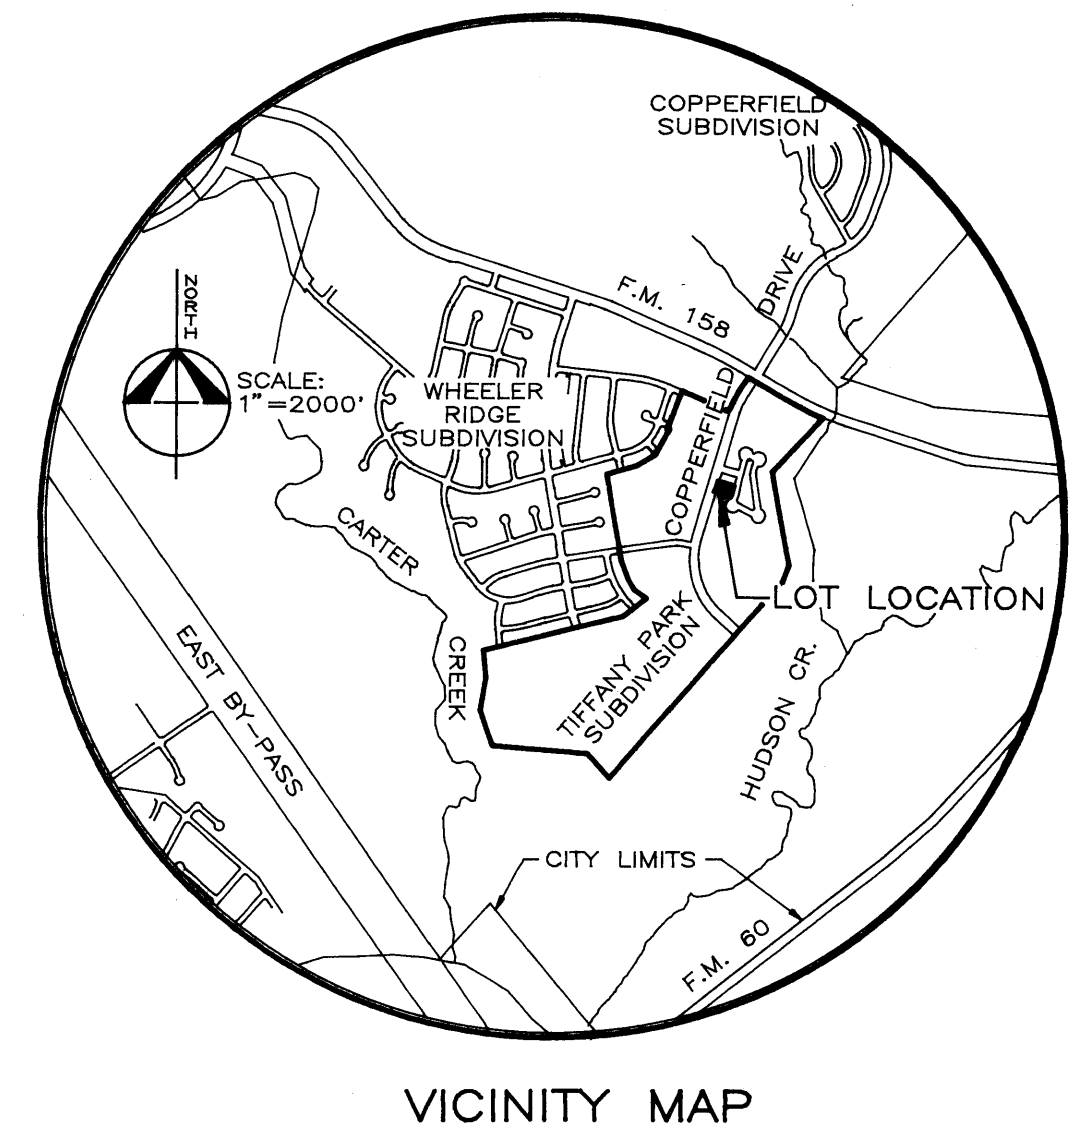 COPPERFIELD
SUBDIVISION
NORTH
F.M. 158
DRIVE
COPPERFIELD
SCALE:
1"=2000'
WHEELER
RIDGE
SUBDIVISION
CARTER
CREEK
LOT LOCATION
TIFFANY PARK
SUBDIVISION
EAST BY-PASS
HUDSON CR.
CITY LIMITS
F.M. 60
VICINITY MAP